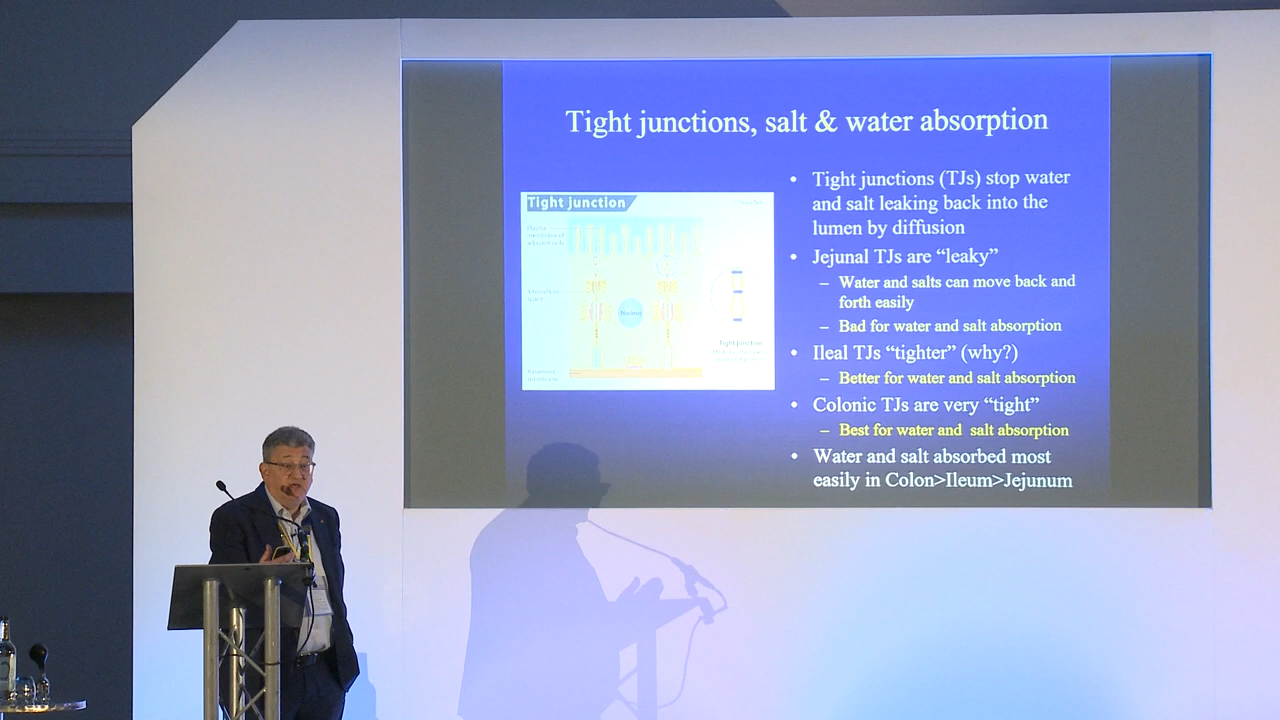 Tight junctions, salt & water absorption
Tight junction
Nucleus
Tight junction
• Tight junctions (TJs) stop water
and salt leaking back into the
lumen by diffusion
• Jejunal TJs are “leaky”
– Water and salts can move back and
forth easily
– Bad for water and salt absorption
• Ileal TJs “tighter” (why?)
– Better for water and salt absorption
• Colonic TJs are very “tight”
– Best for water and salt absorption
• Water and salt absorbed most
easily in Colon>Ileum>Jejunum